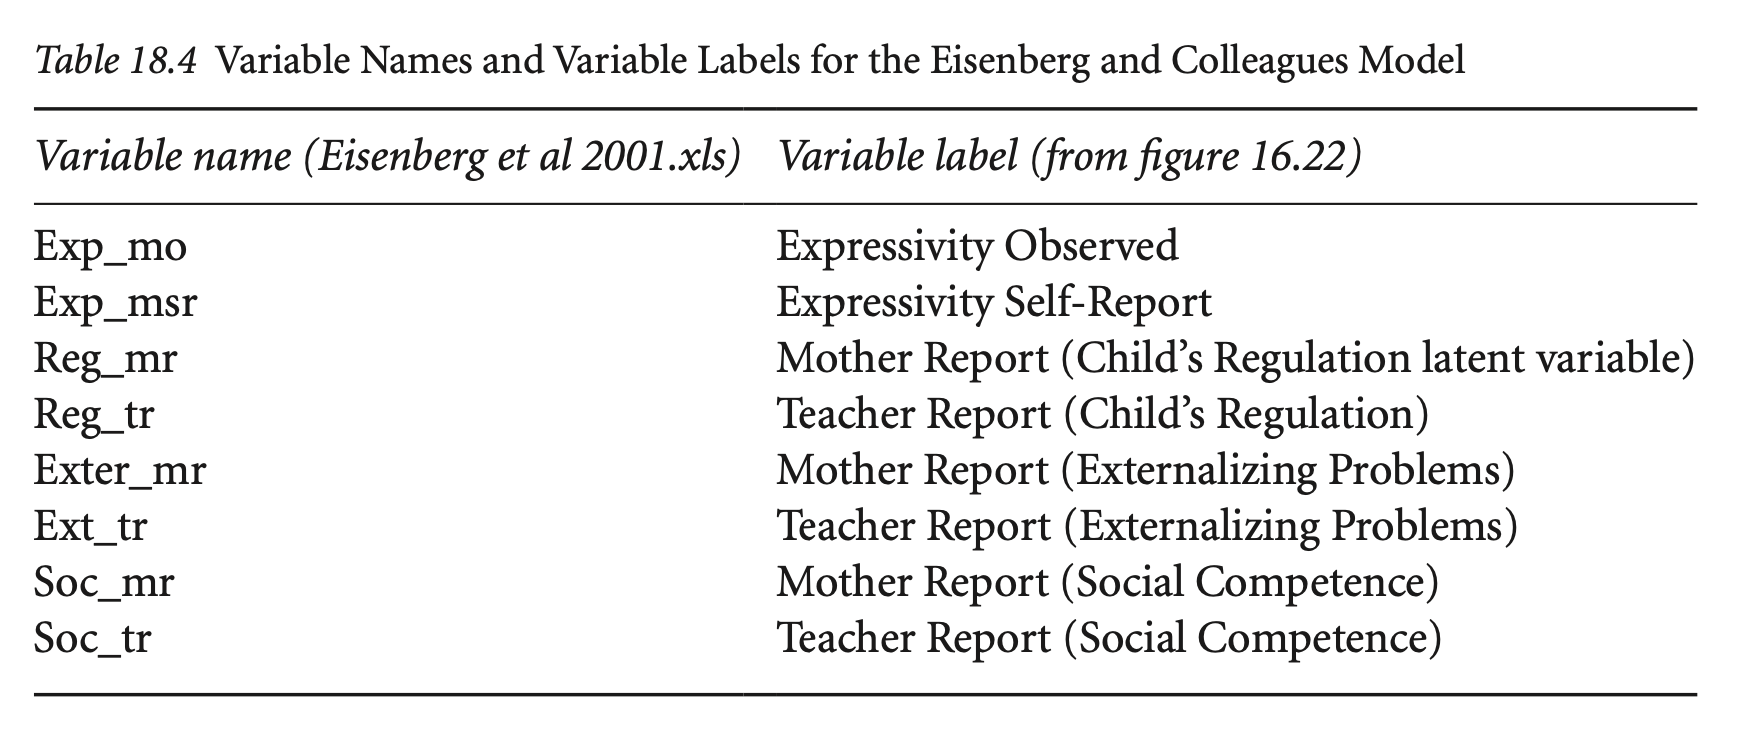 Table 18.4 Variable Names and Variable Labels for the Eisenberg and Colleagues Model
Variable name (Eisenberg et al 2001.xls) Variable label (from figure 16.22)
Exp_mo Expressivity Observed
Exp_msr Expressivity Self-Report
Reg_mr Mother Report (Child’s Regulation latent variable)
Reg_tr Teacher Report (Child’s Regulation)
Exter_mr Mother Report (Externalizing Problems)
Ext_tr Teacher Report (Externalizing Problems)
Soc_mr Mother Report (Social Competence)
Soc_tr Teacher Report (Social Competence)